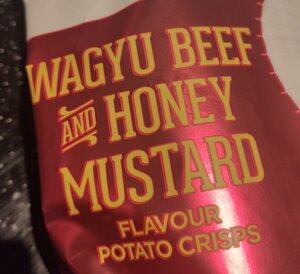 WAGYU BEEF
AND HONEY
MUSTARD
FLAVOUR
POTATO CRISPS